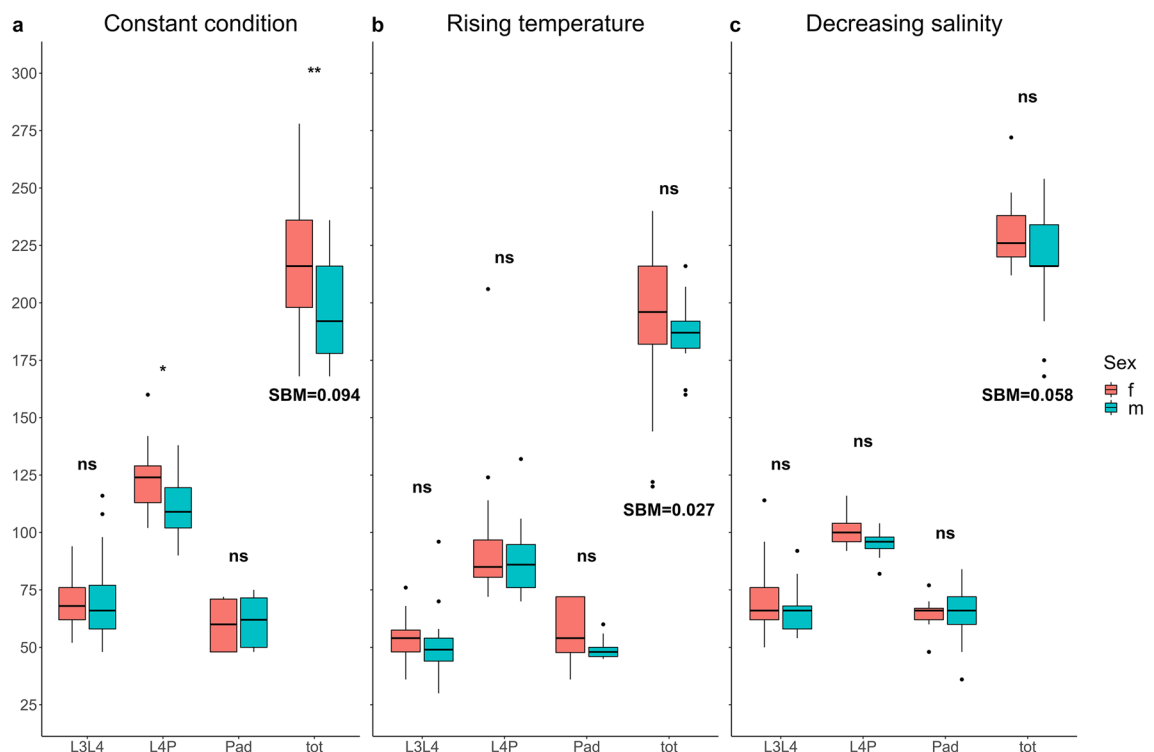 a Constant condition
b Rising temperature
c Decreasing salinity
300
275
250
225
200
175
150
125
100
75
50
25
**
*
ns
ns
SBM=0.094
L3L4 L4P Pad tot
ns
ns
ns
ns
SBM=0.027
L3L4 L4P Pad tot
ns
ns
ns
ns
SBM=0.058
L3L4 L4P Pad tot
Sex
f
m